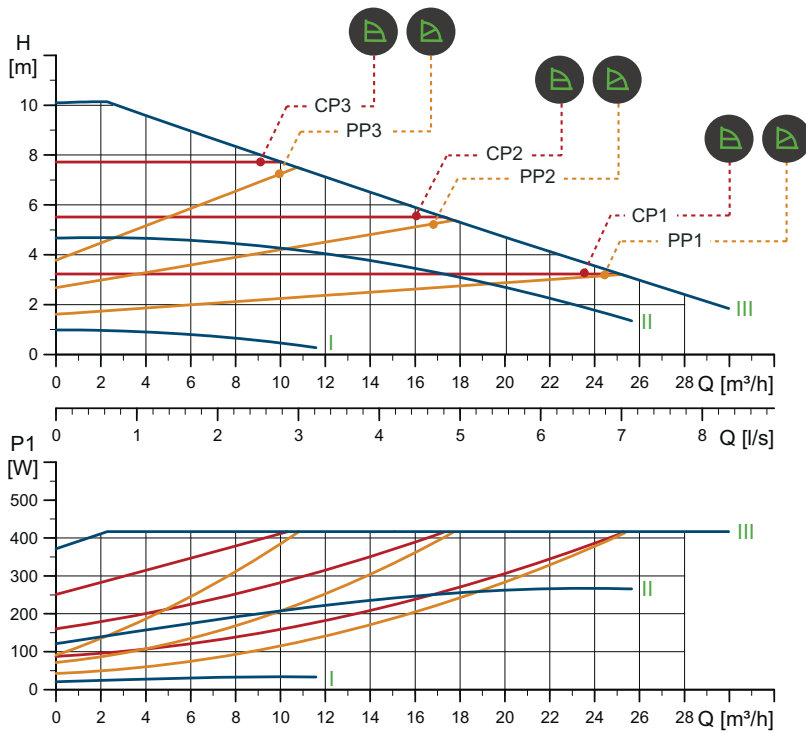 H
[m]
10
8
6
4
2
0
CP3
PP3
CP2
PP2
CP1
PP1
III
II
I
0 2 4 6 8 10 12 14 16 18 20 22 24 26 28 Q [m³/h]
0 1 2 3 4 5 6 7 8 Q [l/s]
P1
[W]
500
400
300
200
100
0
III
II
I
0 2 4 6 8 10 12 14 16 18 20 22 24 26 28 Q [m³/h]